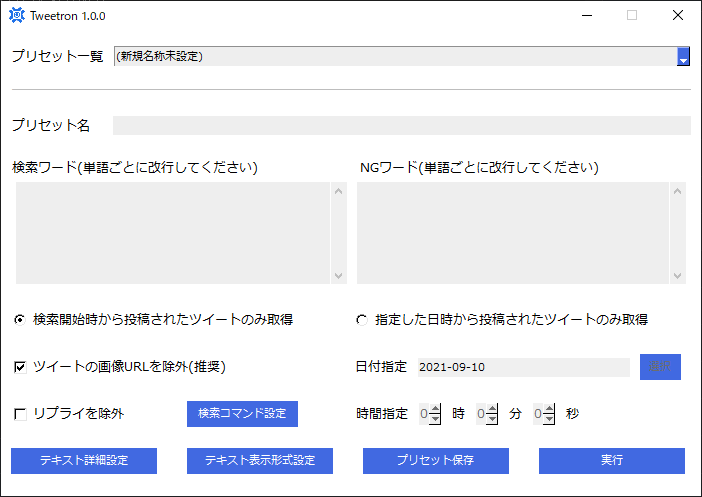 Tweetron 1.0.0
プリセット一覧 (新規名称未設定)
プリセット名
検索ワード(単語ごとに改行してください) NGワード(単語ごとに改行してください)
検索開始時から投稿されたツイートのみ取得 指定した日時から投稿されたツイートのみ取得
ツイートの画像URLを除外(推奨) 日付指定 2021-09-10
リプライを除外 検索コマンド設定 時間指定 0 時 0 分 0 秒
テキスト詳細設定 テキスト表示形式設定 プリセット保存 実行